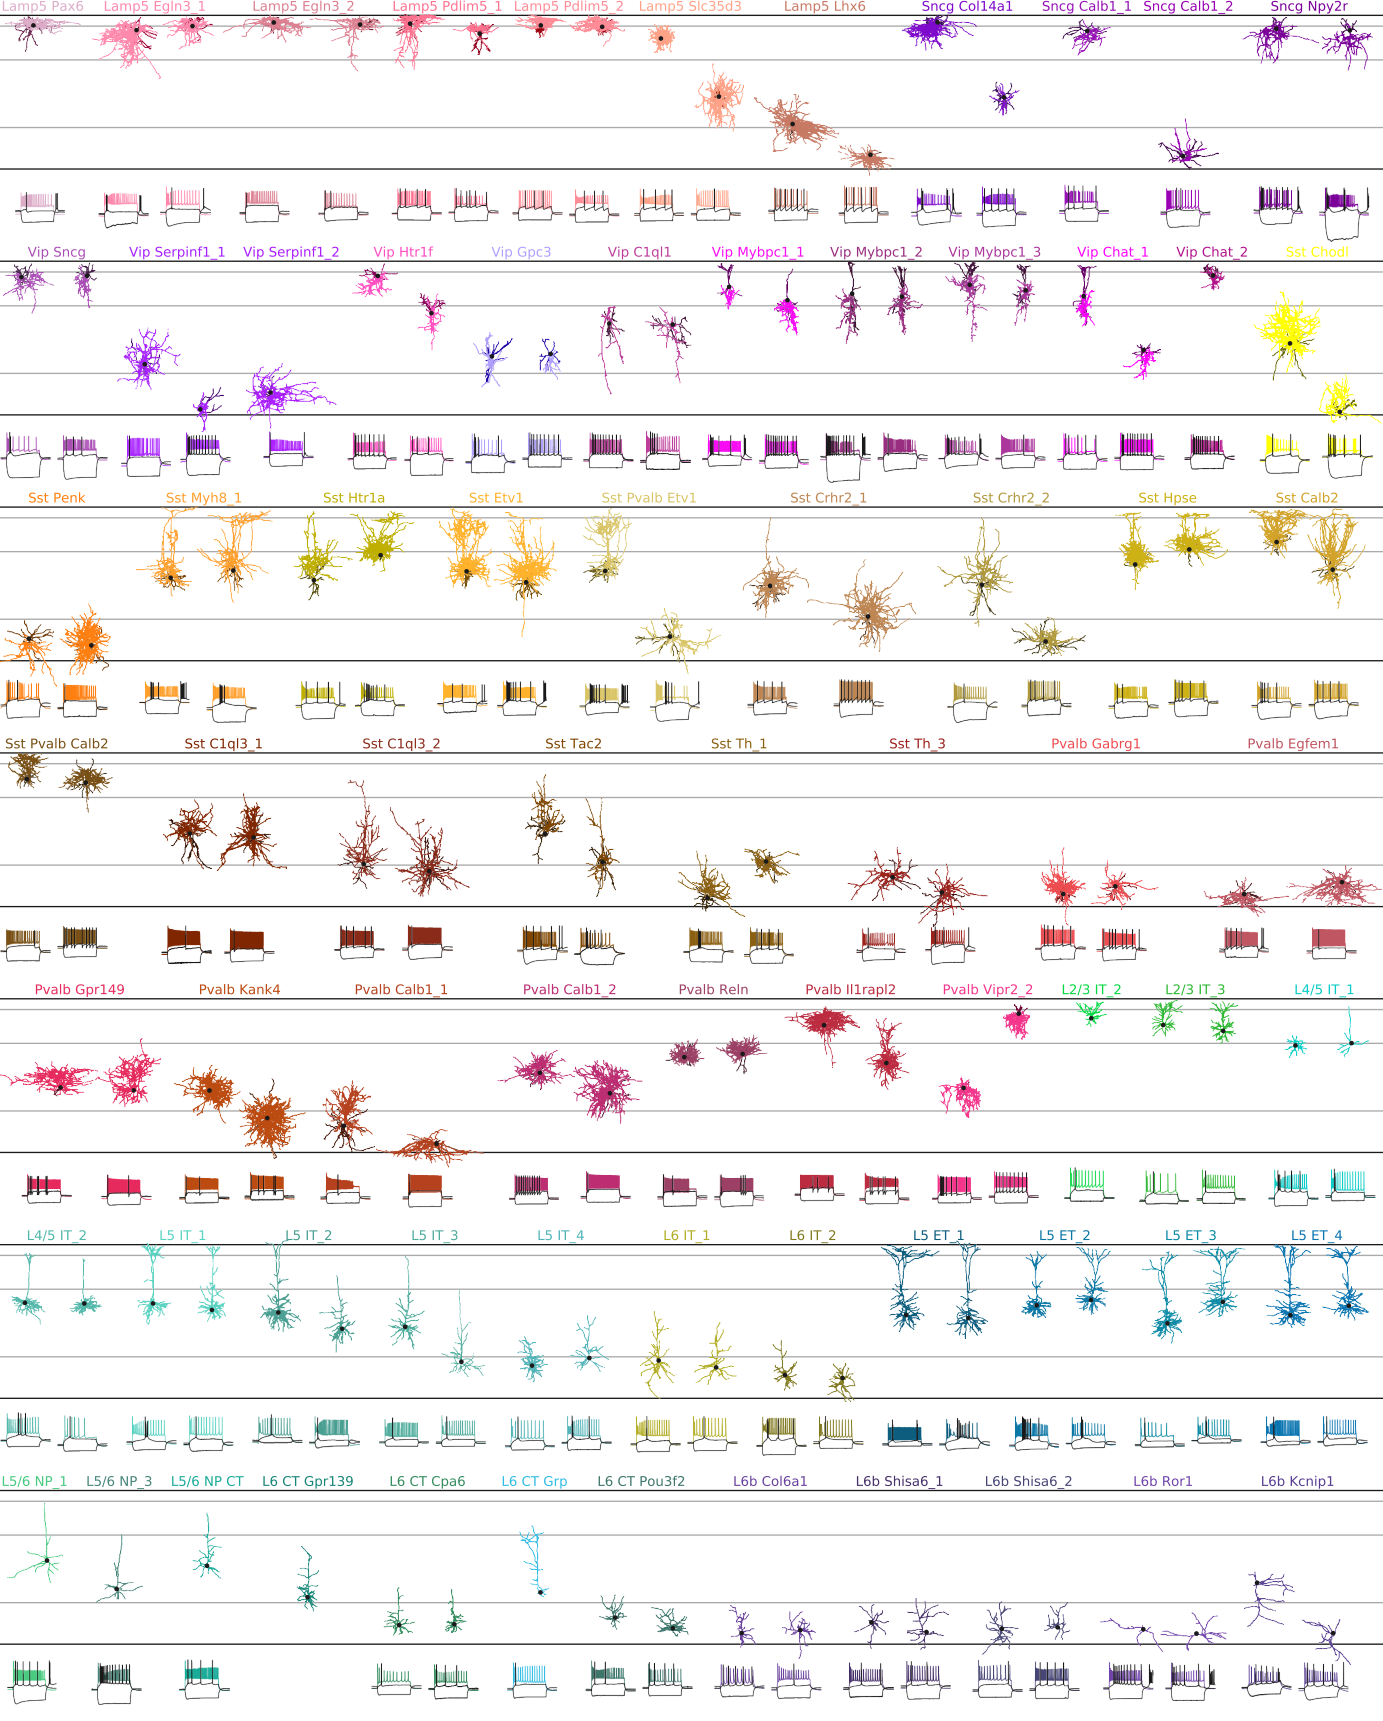 Lamp5 Pax6 Lamp5 Egln3_1 Lamp5 Egln3_2 Lamp5 Pdlim5_1 Lamp5 Pdlim5_2 Lamp5 Slc35d3 Lamp5 Lhx6 Sncg Col14a1 Sncg Calb1_1 Sncg Calb1_2 Sncg Npy2r
Vip Sncg Vip Serpinf1_1 Vip Serpinf1_2 Vip Htr1f Vip Gpc3 Vip C1ql1 Vip Mybpc1_1 Vip Mybpc1_2 Vip Mybpc1_3 Vip Chat_1 Vip Chat_2 Sst Chodl
Sst Penk Sst Myh8_1 Sst Htr1a Sst Etv1 Sst Pvalb Etv1 Sst Crhr2_1 Sst Crhr2_2 Sst Hpse Sst Calb2
Sst Pvalb Calb2 Sst C1ql3_1 Sst C1ql3_2 Sst Tac2 Sst Th_1 Sst Th_3 Pvalb Gabrg1 Pvalb Egfem1
Pvalb Gpr149 Pvalb Kank4 Pvalb Calb1_1 Pvalb Calb1_2 Pvalb Reln Pvalb Il1rapl2 Pvalb Vipr2_2 L2/3 IT_2 L2/3 IT_3 L4/5 IT_1
L4/5 IT_2 L5 IT_1 L5 IT_2 L5 IT_3 L5 IT_4 L6 IT_1 L6 IT_2 L5 ET_1 L5 ET_2 L5 ET_3 L5 ET_4
L5/6 NP_1 L5/6 NP_3 L5/6 NP CT L6 CT Gpr139 L6 CT Cpa6 L6 CT Grp L6 CT Pou3f2 L6b Col6a1 L6b Shisa6_1 L6b Shisa6_2 L6b Ror1 L6b Kcnip1